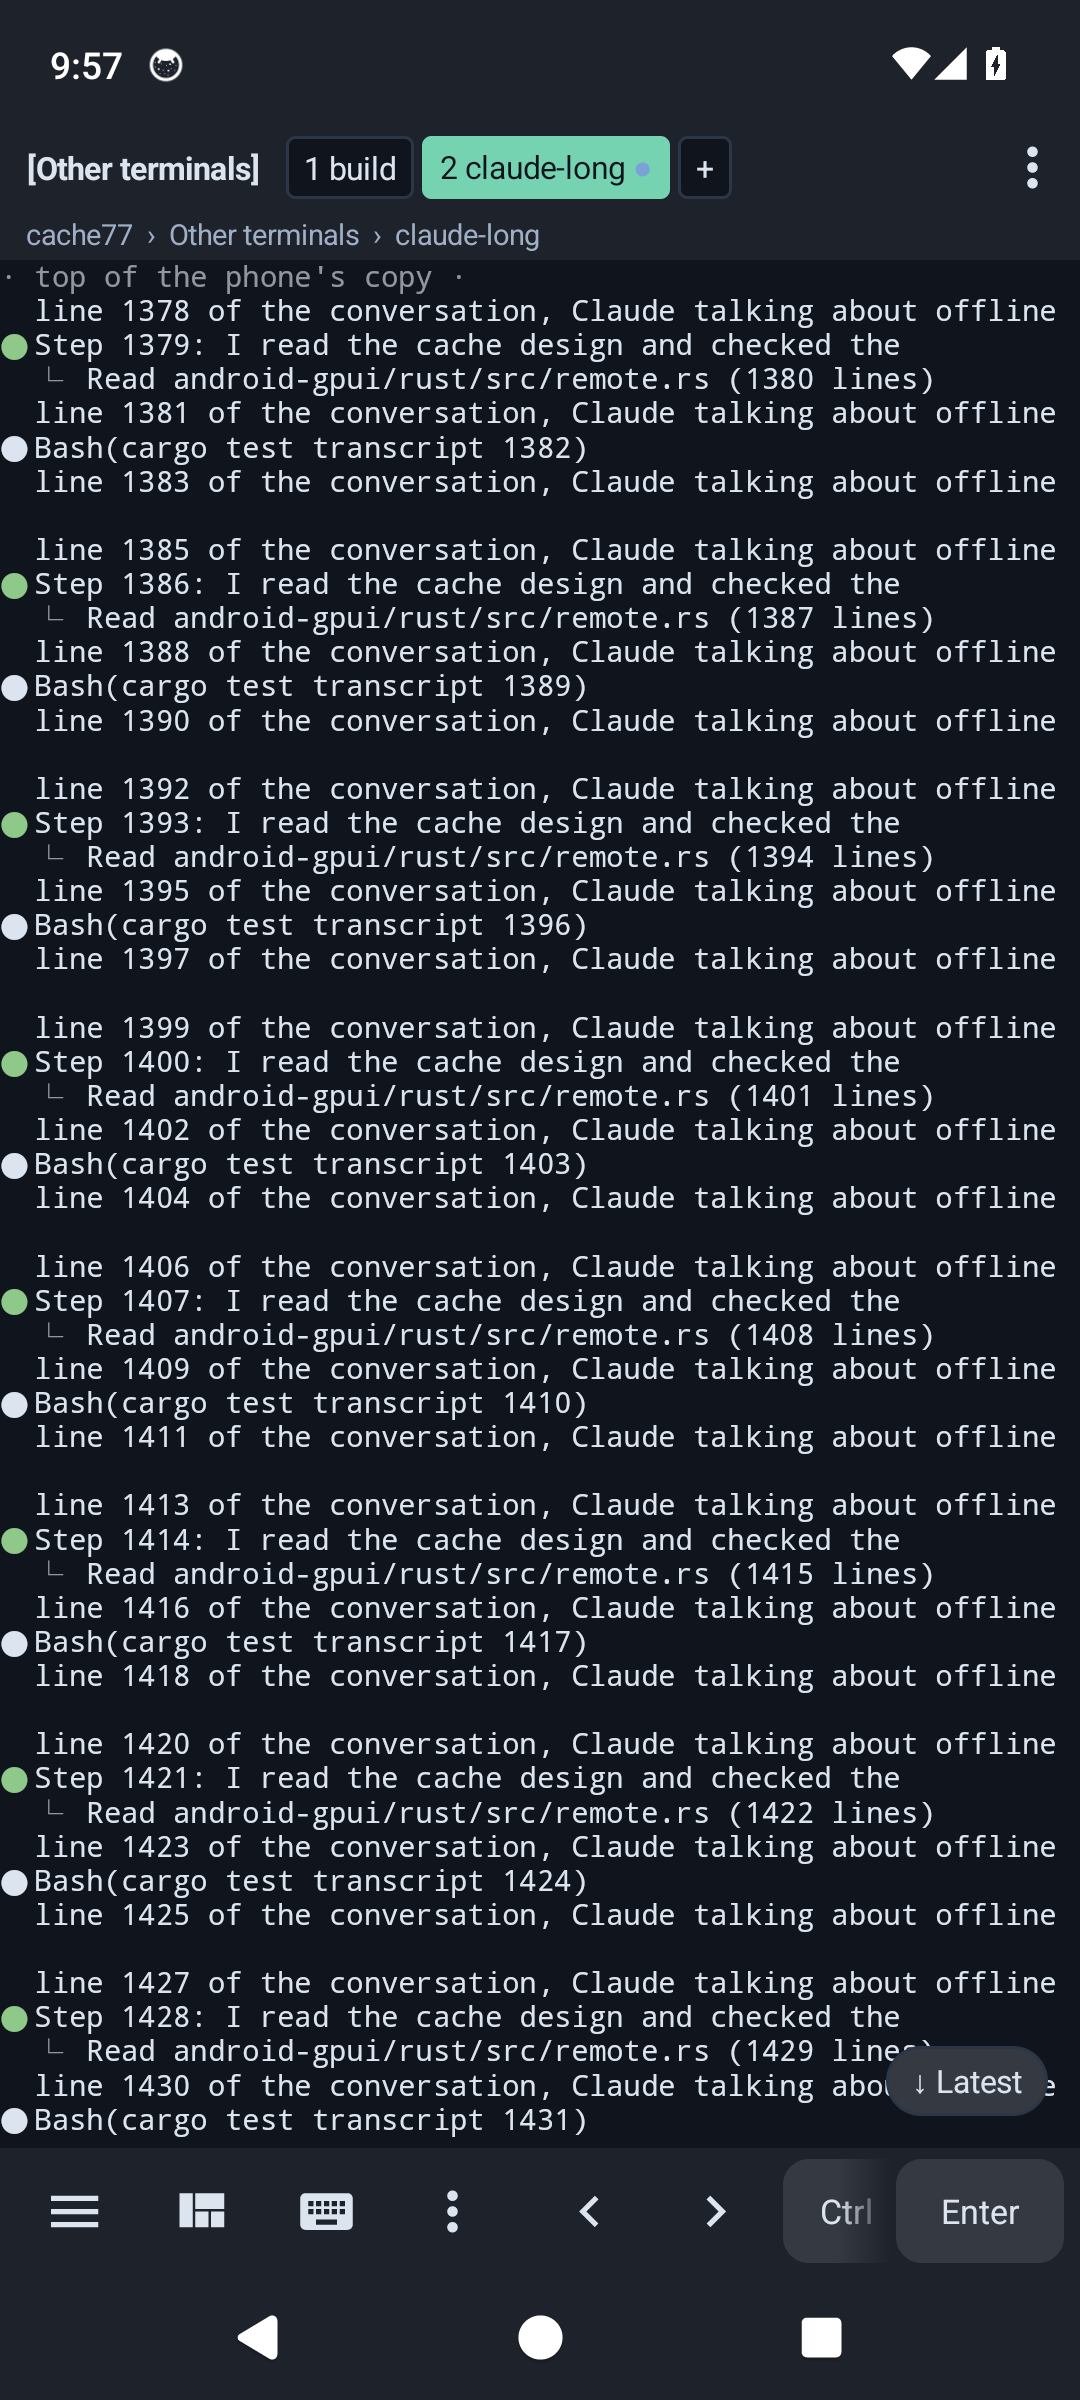 9:57
[Other terminals] 1 build 2 claude-long +
cache77 › Other terminals › claude-long
· top of the phone's copy ·
line 1378 of the conversation, Claude talking about offline
Step 1379: I read the cache design and checked the
└ Read android-gpui/rust/src/remote.rs (1380 lines)
line 1381 of the conversation, Claude talking about offline
Bash(cargo test transcript 1382)
line 1383 of the conversation, Claude talking about offline
line 1385 of the conversation, Claude talking about offline
Step 1386: I read the cache design and checked the
└ Read android-gpui/rust/src/remote.rs (1387 lines)
line 1388 of the conversation, Claude talking about offline
Bash(cargo test transcript 1389)
line 1390 of the conversation, Claude talking about offline
line 1392 of the conversation, Claude talking about offline
Step 1393: I read the cache design and checked the
└ Read android-gpui/rust/src/remote.rs (1394 lines)
line 1395 of the conversation, Claude talking about offline
Bash(cargo test transcript 1396)
line 1397 of the conversation, Claude talking about offline
line 1399 of the conversation, Claude talking about offline
Step 1400: I read the cache design and checked the
└ Read android-gpui/rust/src/remote.rs (1401 lines)
line 1402 of the conversation, Claude talking about offline
Bash(cargo test transcript 1403)
line 1404 of the conversation, Claude talking about offline
line 1406 of the conversation, Claude talking about offline
Step 1407: I read the cache design and checked the
└ Read android-gpui/rust/src/remote.rs (1408 lines)
line 1409 of the conversation, Claude talking about offline
Bash(cargo test transcript 1410)
line 1411 of the conversation, Claude talking about offline
line 1413 of the conversation, Claude talking about offline
Step 1414: I read the cache design and checked the
└ Read android-gpui/rust/src/remote.rs (1415 lines)
line 1416 of the conversation, Claude talking about offline
Bash(cargo test transcript 1417)
line 1418 of the conversation, Claude talking about offline
line 1420 of the conversation, Claude talking about offline
Step 1421: I read the cache design and checked the
└ Read android-gpui/rust/src/remote.rs (1422 lines)
line 1423 of the conversation, Claude talking about offline
Bash(cargo test transcript 1424)
line 1425 of the conversation, Claude talking about offline
line 1427 of the conversation, Claude talking about offline
Step 1428: I read the cache design and checked the
└ Read android-gpui/rust/src/remote.rs (1429 lines)
line 1430 of the conversation, Claude talking
↓ Latest
Bash(cargo test transcript 1431)
Ctrl Enter